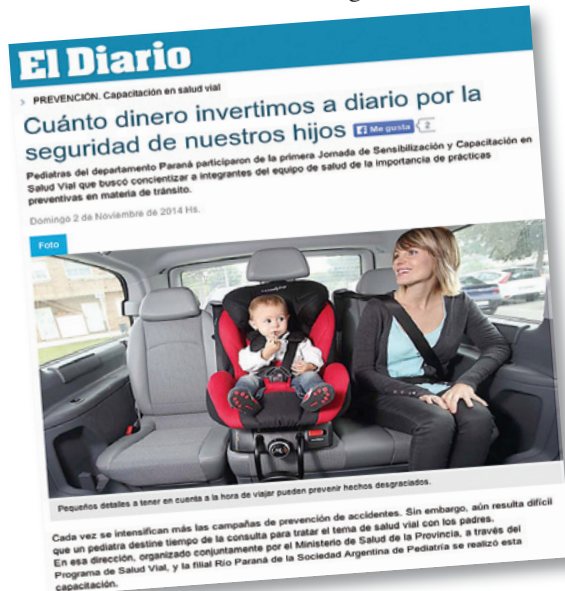 El Diario
> PREVENCIÓN. Capacitación en salud vial
Cuánto dinero invertimos a diario por la
seguridad de nuestros hijos Me gusta 2
Pediatras del departamento Paraná participaron de la primera Jornada de Sensibilización y Capacitación en
Salud Vial que buscó concientizar a integrantes del equipo de salud de la importancia de prácticas
preventivas en materia de tránsito.
Domingo 2 de Noviembre de 2014 Hs.
Foto
Pequeños detalles a tener en cuenta a la hora de viajar pueden prevenir hechos desgraciados.
Cada vez se intensifican más las campañas de prevención de accidentes. Sin embargo, aún resulta difícil
que un pediatra destine tiempo de la consulta para tratar el tema de salud vial con los padres.
En esa dirección, organizado conjuntamente por el Ministerio de Salud de la Provincia, a través del
Programa de Salud Vial, y la filial Río Paraná de la Sociedad Argentina de Pediatría se realizó esta
capacitación.